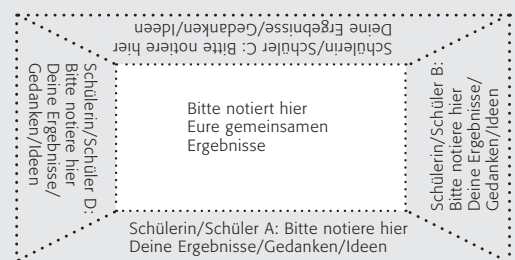 Schülerin/Schüler C: Bitte notiere hier
Deine Ergebnisse/Gedanken/Ideen
Schülerin/Schüler D:
Bitte notiere hier
Deine Ergebnisse/
Gedanken/Ideen
Bitte notiert hier
Eure gemeinsamen
Ergebnisse
Schülerin/Schüler B:
Bitte notiere hier
Deine Ergebnisse/
Gedanken/Ideen
Schülerin/Schüler A: Bitte notiere hier
Deine Ergebnisse/Gedanken/Ideen